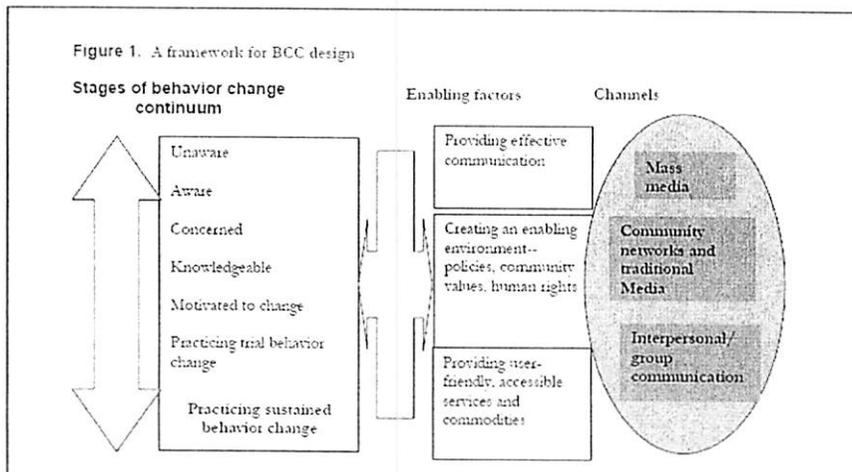 Figure 1. A framework for BCC design
Stages of behavior change
continuum
Unaware
Aware
Concerned
Knowledgeable
Motivated to change
Practicing trial behavior
change
Practicing sustained
behavior change
Enabling factors
Providing effective
communication
Creating an enabling
environment--
policies, community
values, human rights
Providing user-
friendly, accessible
services and
commodities
Channels
Mass
media
Community
networks and
traditional
Media
Interpersonal/
group
communication